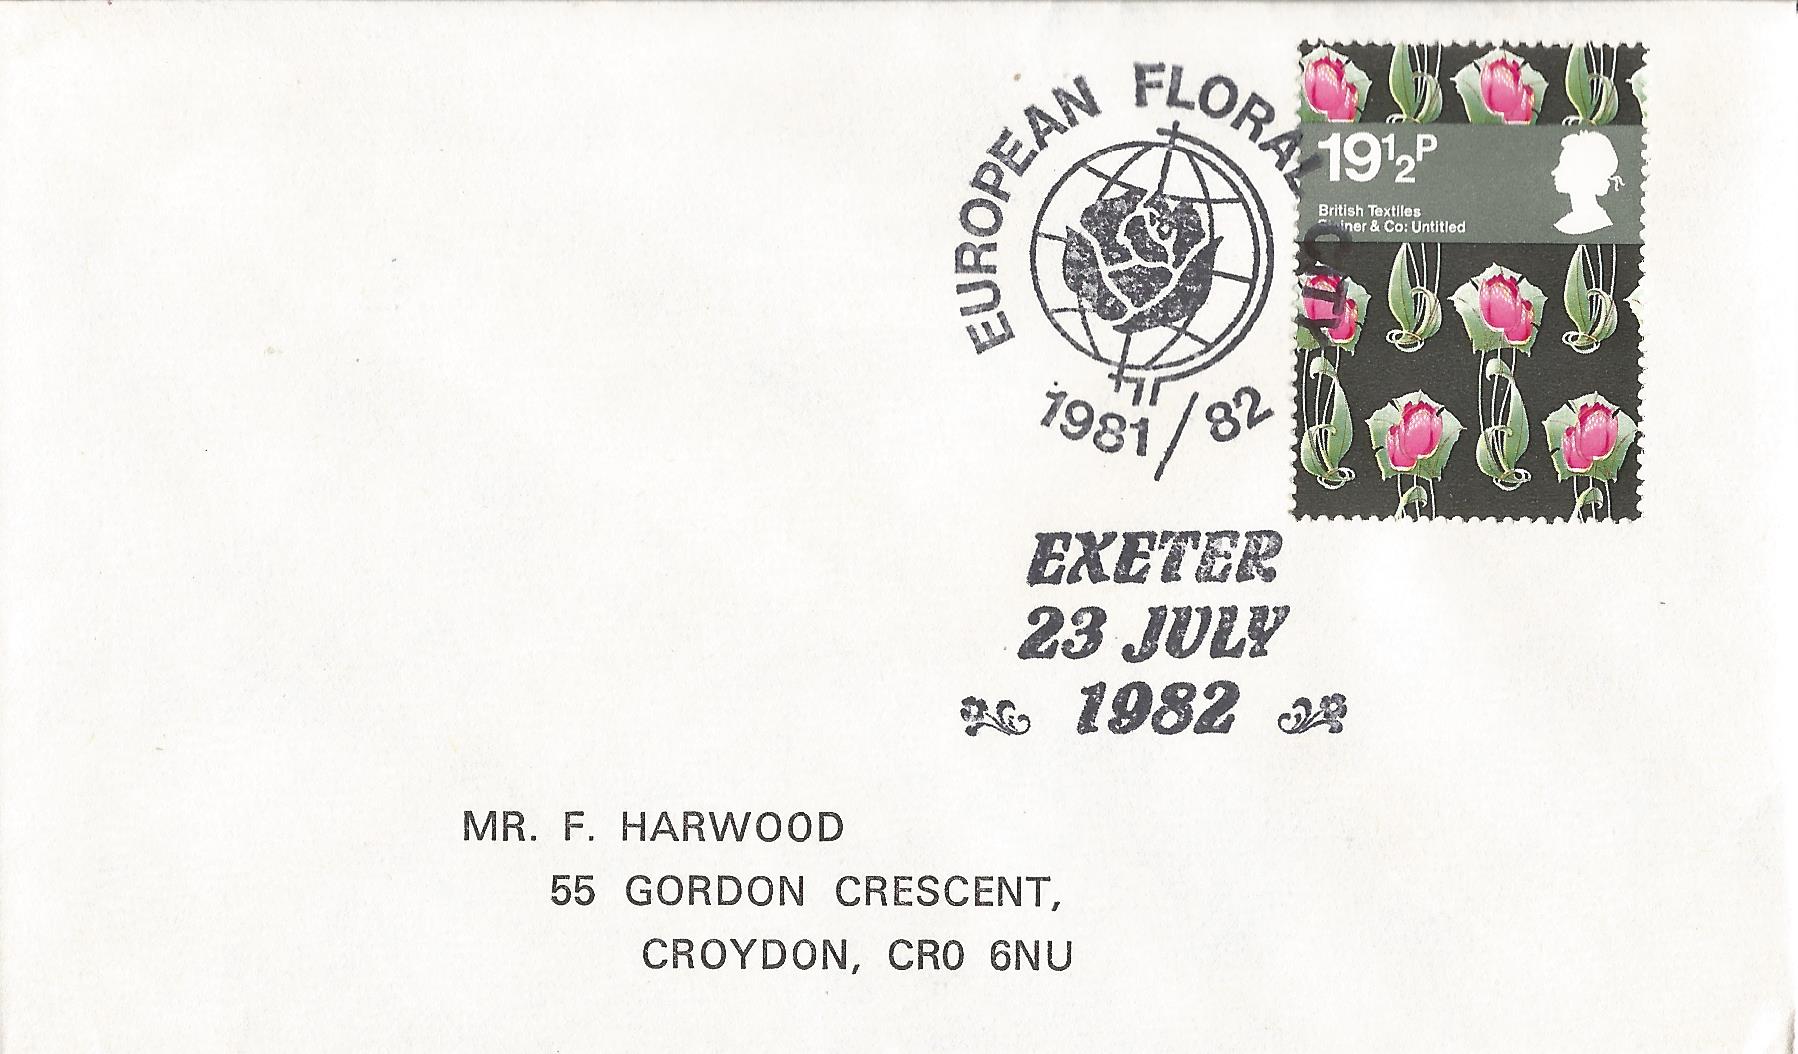 EUROPEAN FLORAL CITY
1981/82
19½P
British Textiles
Steiner & Co: Untitled
EXETER
23 JULY
1982
MR. F. HARWOOD
55 GORDON CRESCENT,
CROYDON, CR0 6NU